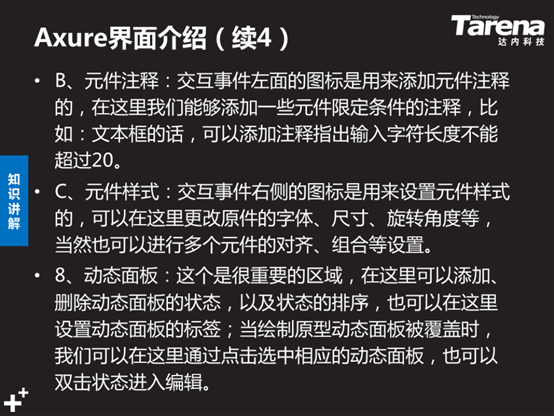 Axure界面介绍（续4）
Technology
Tarena
达内科技
• B、元件注释：交互事件左面的图标是用来添加元件注释
的，在这里我们能够添加一些元件限定条件的注释，比
如：文本框的话，可以添加注释指出输入字符长度不能
超过20。
知识讲解
• C、元件样式：交互事件右侧的图标是用来设置元件样式
的，可以在这里更改原件的字体、尺寸、旋转角度等，
当然也可以进行多个元件的对齐、组合等设置。
• 8、动态面板：这个是很重要的区域，在这里可以添加、
删除动态面板的状态，以及状态的排序，也可以在这里
设置动态面板的标签；当绘制原型动态面板被覆盖时，
我们可以在这里通过点击选中相应的动态面板，也可以
双击状态进入编辑。